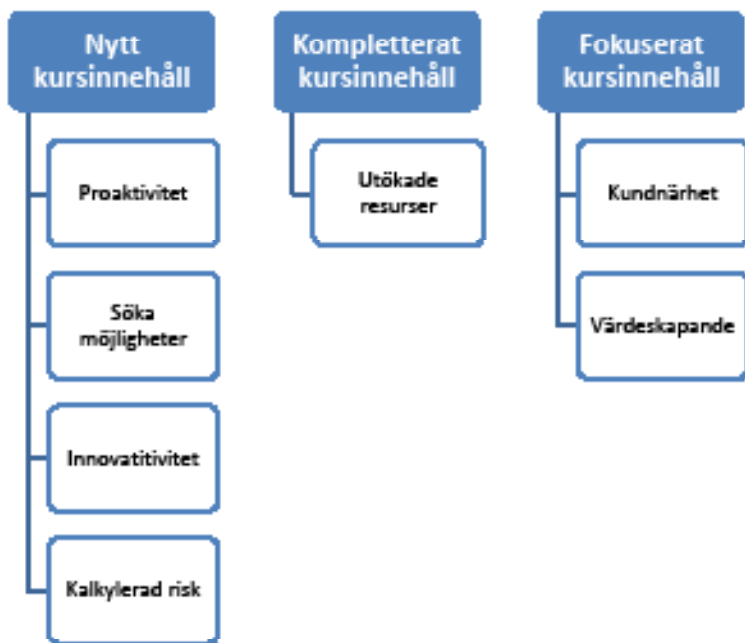 Nytt
kursinnehåll
Proaktivitet
Söka
möjligheter
Innovatitivitet
Kalkylerad risk
Kompletterat
kursinnehåll
Utökade
resurser
Fokuserat
kursinnehåll
Kundnärhet
Värdeskapande